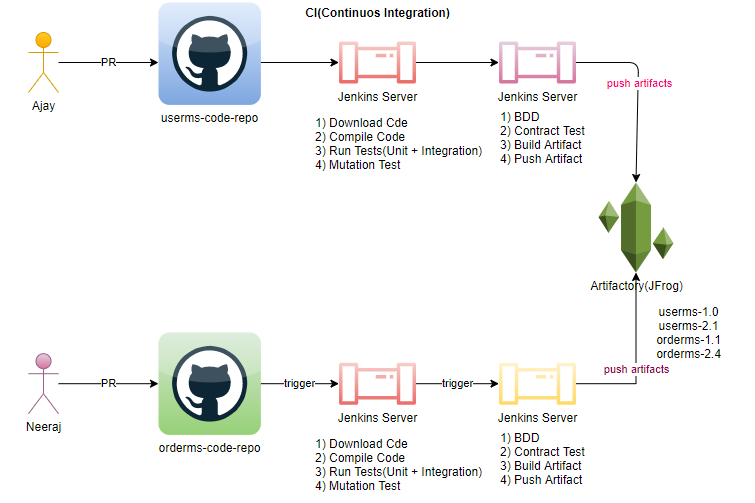 CI(Continuos Integration)
PR
Ajay
userms-code-repo
Jenkins Server
1) Download Cde
2) Compile Code
3) Run Tests(Unit + Integration)
4) Mutation Test
Jenkins Server
1) BDD
2) Contract Test
3) Build Artifact
4) Push Artifact
push artifacts
Artifactory(JFrog)
userms-1.0
userms-2.1
orderms-1.1
orderms-2.4
push artifacts
PR
Neeraj
orderms-code-repo
trigger
Jenkins Server
1) Download Cde
2) Compile Code
3) Run Tests(Unit + Integration)
4) Mutation Test
trigger
Jenkins Server
1) BDD
2) Contract Test
3) Build Artifact
4) Push Artifact